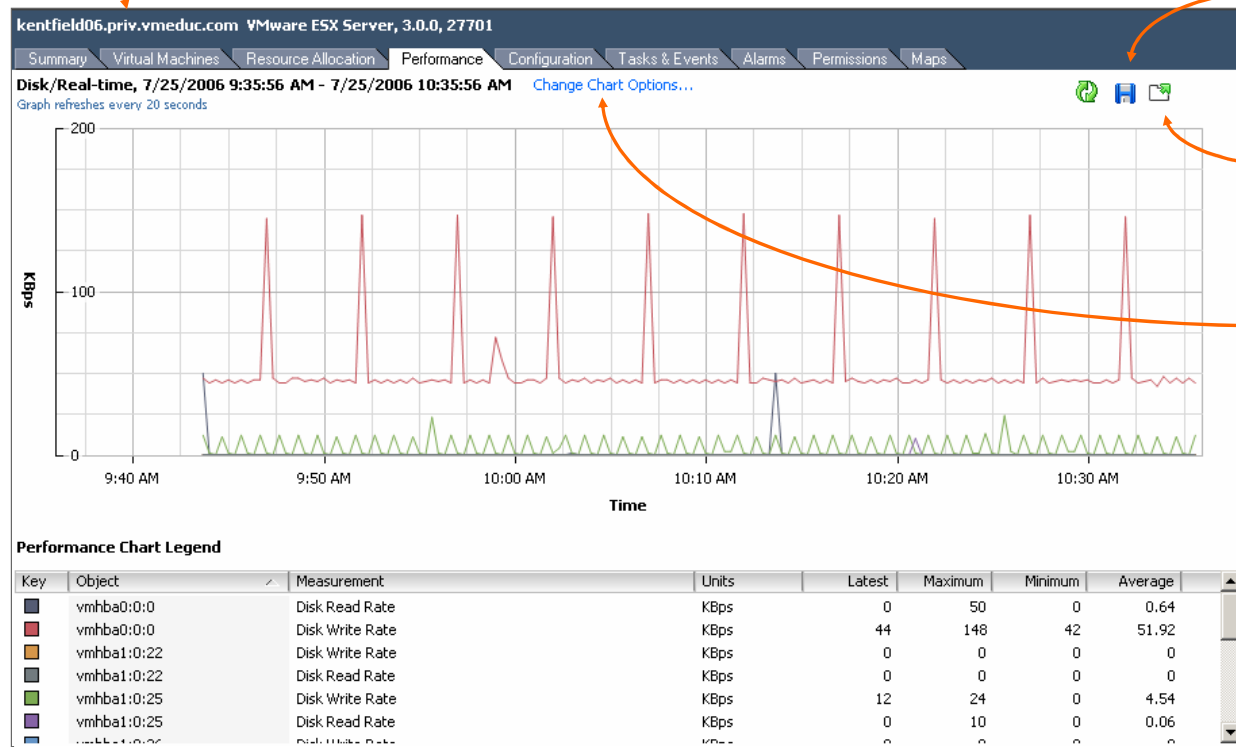 kentfield06.priv.vmeduc.com VMware ESX Server, 3.0.0, 27701
Summary Virtual Machines Resource Allocation Performance Configuration Tasks & Events Alarms Permissions Maps
Disk/Real-time, 7/25/2006 9:35:56 AM - 7/25/2006 10:35:56 AM Change Chart Options...
Graph refreshes every 20 seconds
200
100
0
KBps
9:40 AM 9:50 AM 10:00 AM 10:10 AM 10:20 AM 10:30 AM
Time
Performance Chart Legend
Key Object Measurement Units Latest Maximum Minimum Average
vmhba0:0:0 Disk Read Rate KBps 0 50 0 0.64
vmhba0:0:0 Disk Write Rate KBps 44 148 42 51.92
vmhba1:0:22 Disk Write Rate KBps 0 0 0 0
vmhba1:0:22 Disk Read Rate KBps 0 0 0 0
vmhba1:0:25 Disk Write Rate KBps 12 24 0 4.54
vmhba1:0:25 Disk Read Rate KBps 0 10 0 0.06